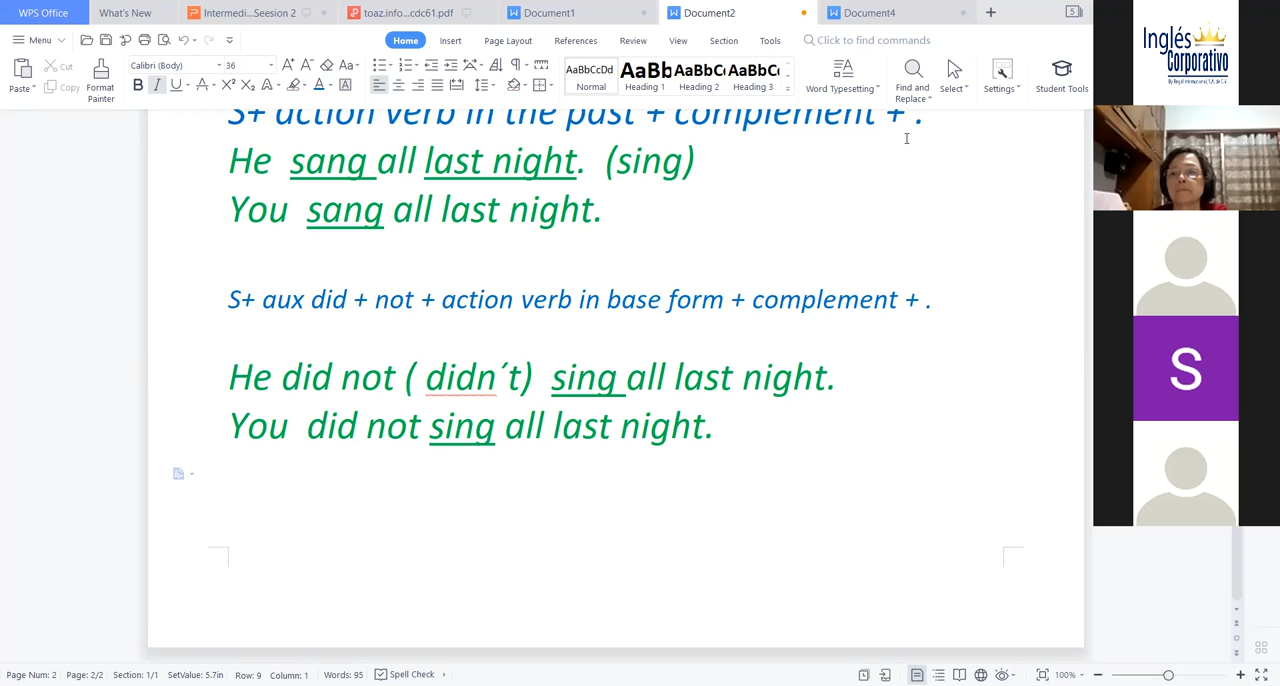 WPS Office What's New Intermedi...Seesion 2 toaz.info...cdc61.pdf Document1 Document2 Document4 + 5
Menu Home Insert Page Layout References Review View Section Tools Click to find commands
Paste Cut Copy Format Painter Calibri (Body) 36 AaBbCcDd Normal AaBb Heading 1 AaBbC Heading 2 AaBbC Heading 3 Word Typesetting Find and Replace Select Settings Student Tools
Inglés Corporativo
S+ action verb in the past + complement + .
He sang all last night. (sing)
You sang all last night.
S+ aux did + not + action verb in base form + complement + .
He did not ( didn´t) sing all last night.
You did not sing all last night.
S
Page Num: 2 Page: 2/2 Section: 1/1 SetValue: 5.7in Row: 9 Column: 1 Words: 95 Spell Check 100%